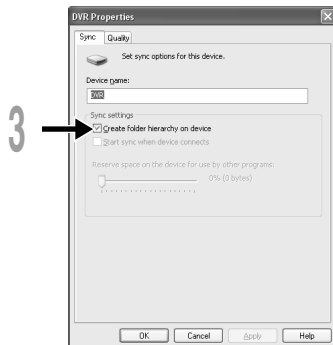 DVR Properties
Sync
Quality
Set sync options for this device.
Device name:
DVR
Sync settings
3
Create folder hierarchy on device
Start sync when device connects
Reserve space on the device for use by other programs:
0% (0 bytes)
OK
Cancel
Apply
Help